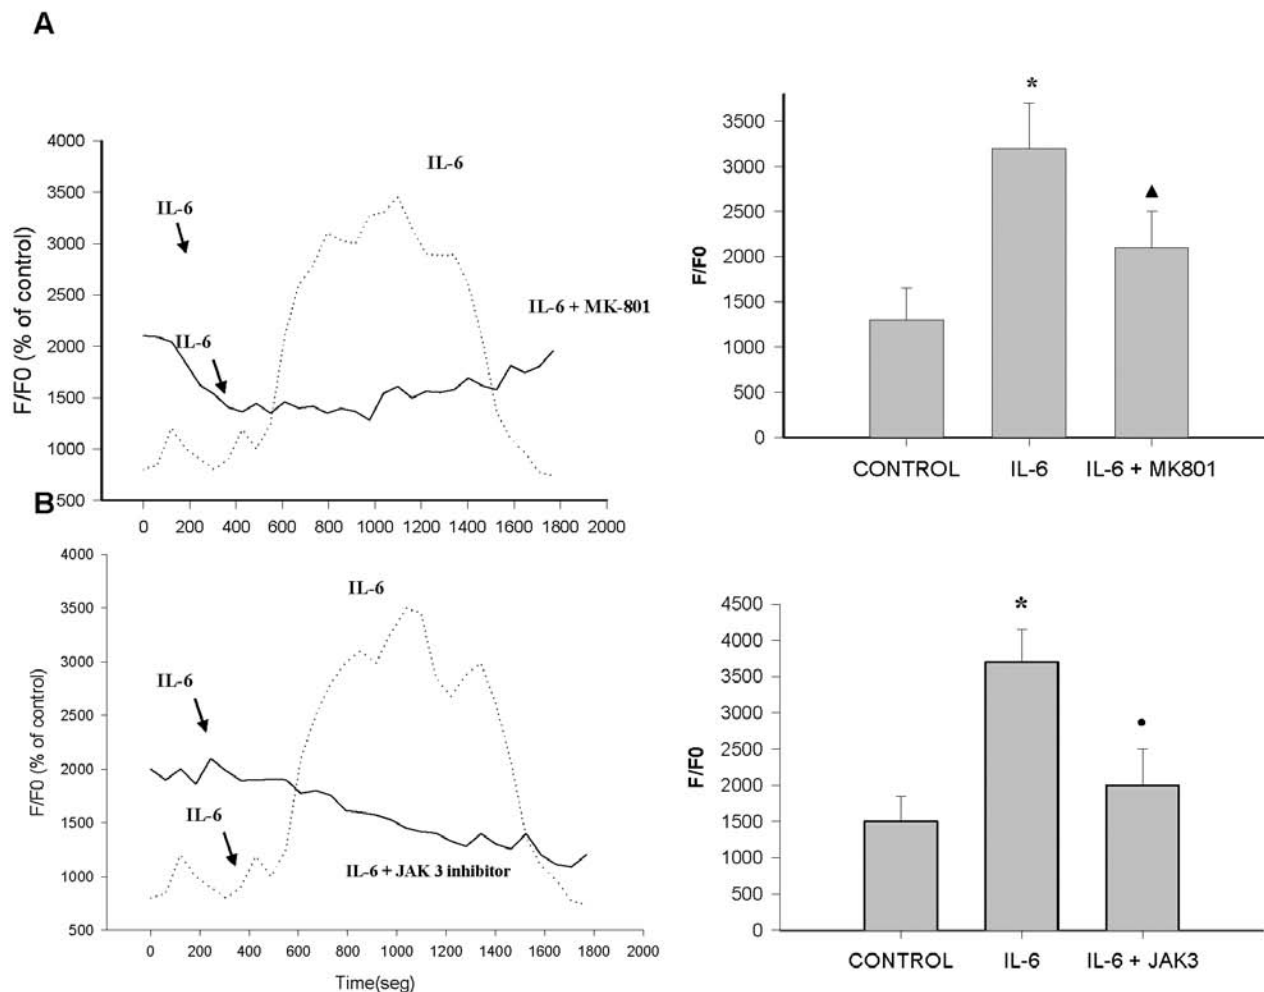 A
4000
3500
3000
2500
2000
1500
1000
500
F/F0 (% of control)
IL-6
IL-6
IL-6
IL-6 + MK-801
0 200 400 600 800 1000 1200 1400 1600 1800 2000
3500
3000
2500
2000
1500
1000
500
0
F/F0
*
▲
CONTROL IL-6 IL-6 + MK801
B
4000
3500
3000
2500
2000
1500
1000
500
F/F0 (% of control)
IL-6
IL-6
IL-6
IL-6 + JAK 3 inhibitor
0 200 400 600 800 1000 1200 1400 1600 1800 2000
Time(seg)
4500
4000
3500
3000
2500
2000
1500
1000
500
0
F/F0
*
•
CONTROL IL-6 IL-6 + JAK3